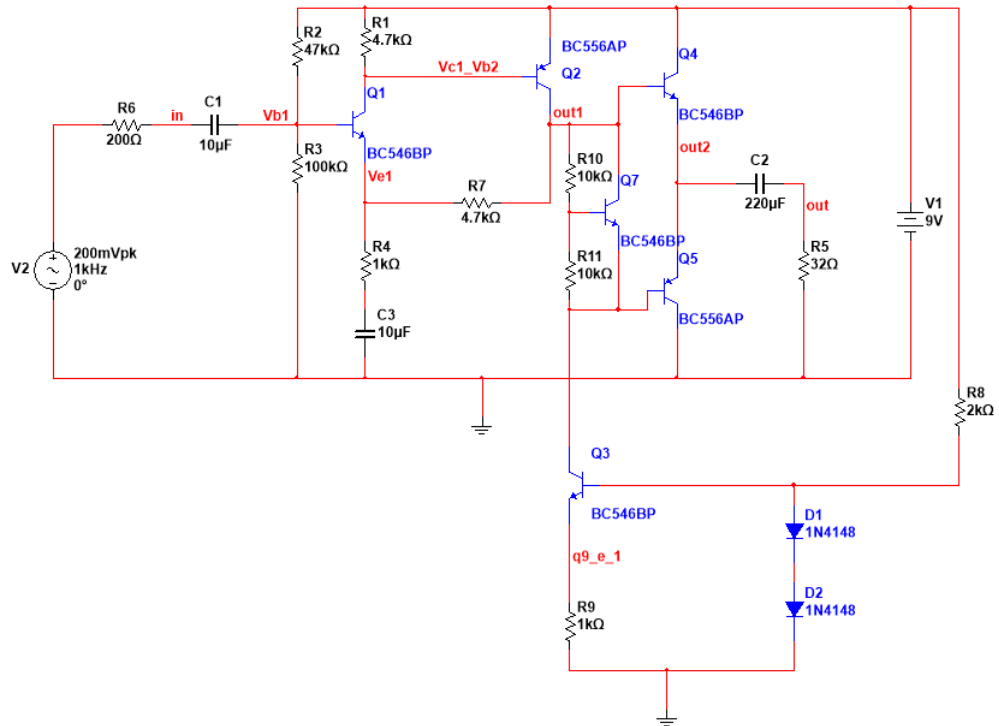 R2
47kΩ
R1
4.7kΩ
BC556AP
Q2
Vc1_Vb2
Q4
Q1
out1
BC546BP
R6
200Ω
in
C1
10µF
Vb1
R3
100kΩ
BC546BP
Ve1
R10
10kΩ
Q7
out2
C2
220µF
out
V1
9V
R7
4.7kΩ
R4
1kΩ
BC546BP
R11
10kΩ
Q5
R5
32Ω
V2
200mVpk
1kHz
0°
C3
10µF
BC556AP
R8
2kΩ
Q3
BC546BP
D1
1N4148
q9_e_1
D2
1N4148
R9
1kΩ